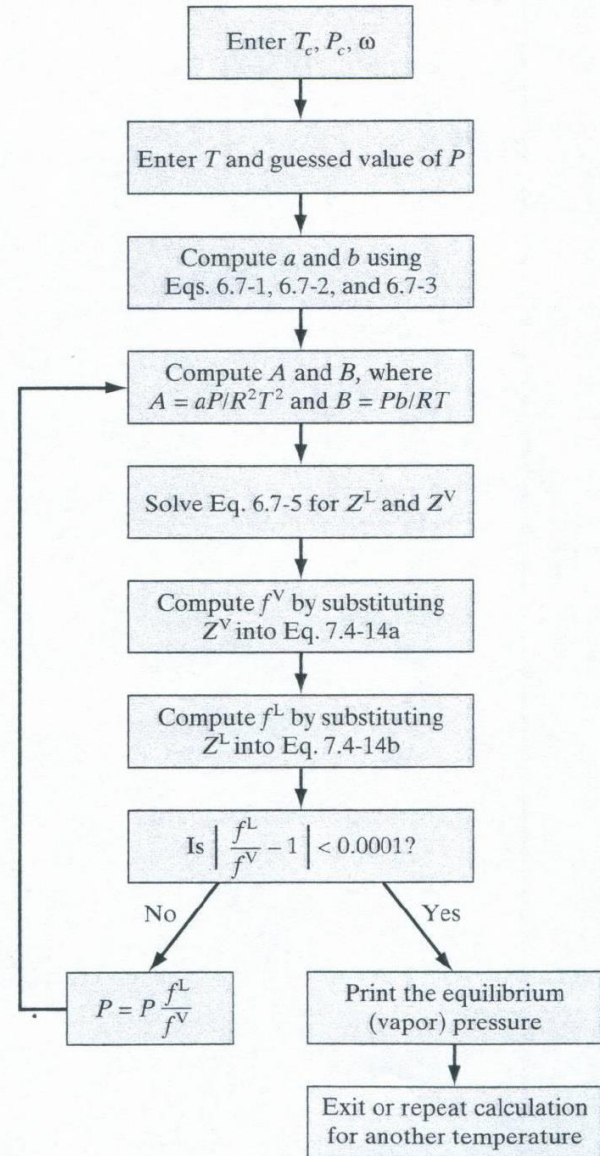 Enter T_c, P_c, ω
Enter T and guessed value of P
Compute a and b using
Eqs. 6.7-1, 6.7-2, and 6.7-3
Compute A and B, where
A = aP/R²T² and B = Pb/RT
Solve Eq. 6.7-5 for Z^L and Z^V
Compute f^V by substituting
Z^V into Eq. 7.4-14a
Compute f^L by substituting
Z^L into Eq. 7.4-14b
Is | f^L / f^V − 1 | < 0.0001?
No
Yes
P = P f^L / f^V
Print the equilibrium
(vapor) pressure
Exit or repeat calculation
for another temperature